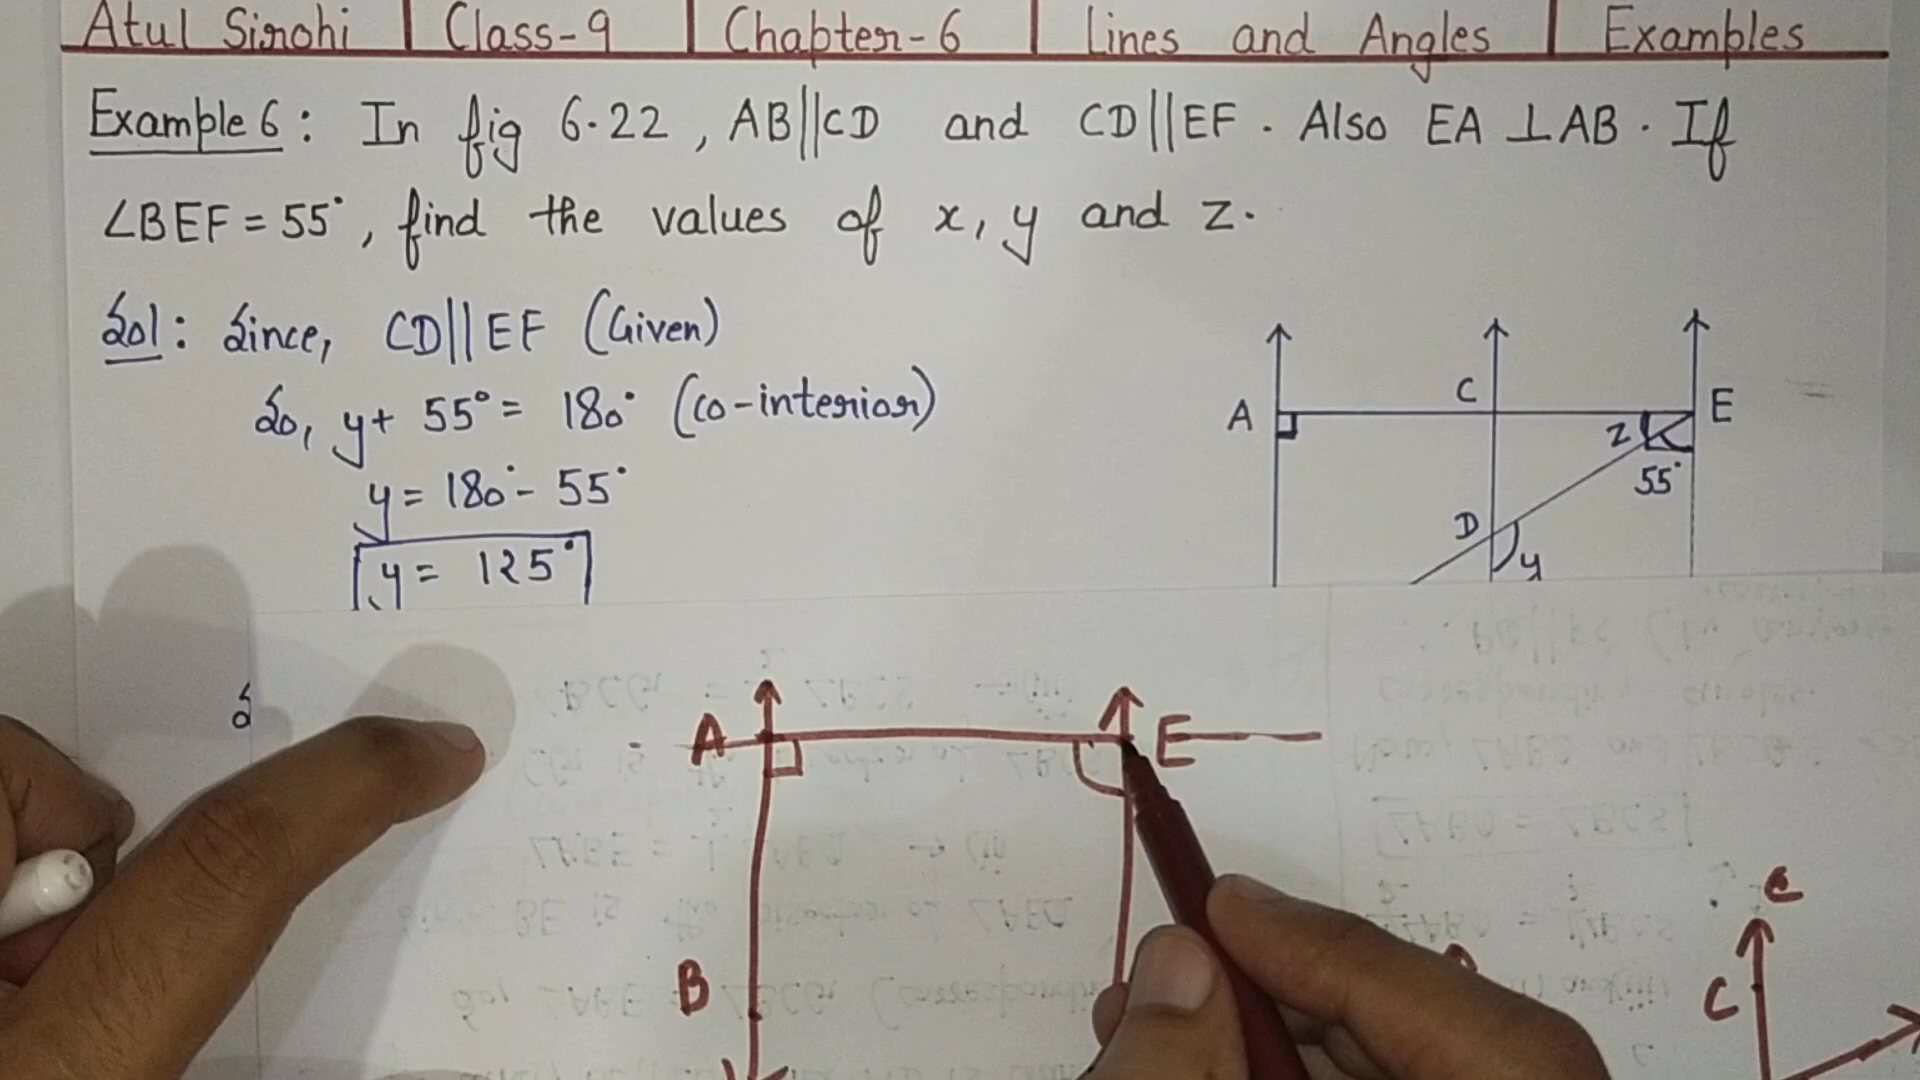 Atul Sirohi | Class-9 | Chapter-6 | Lines and Angles | Examples
Example 6: In fig 6.22, AB||CD and CD||EF. Also EA ⊥ AB. If
∠BEF = 55°, find the values of x, y and z.
Sol: Since, CD||EF (Given)
So, y + 55° = 180° (co-interior)
y = 180° - 55°
y = 125°
A
C
E
z
55°
D
y
A
E
B
C
C